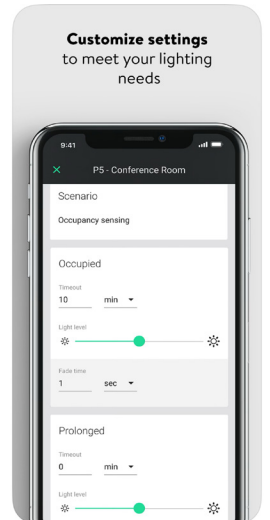 Customize settings
to meet your lighting
needs
9:41
P5 - Conference Room
Scenario
Occupancy sensing
Occupied
Timeout
10 min
Light level
Fade time
1 sec
Prolonged
Timeout
0 min
Light level